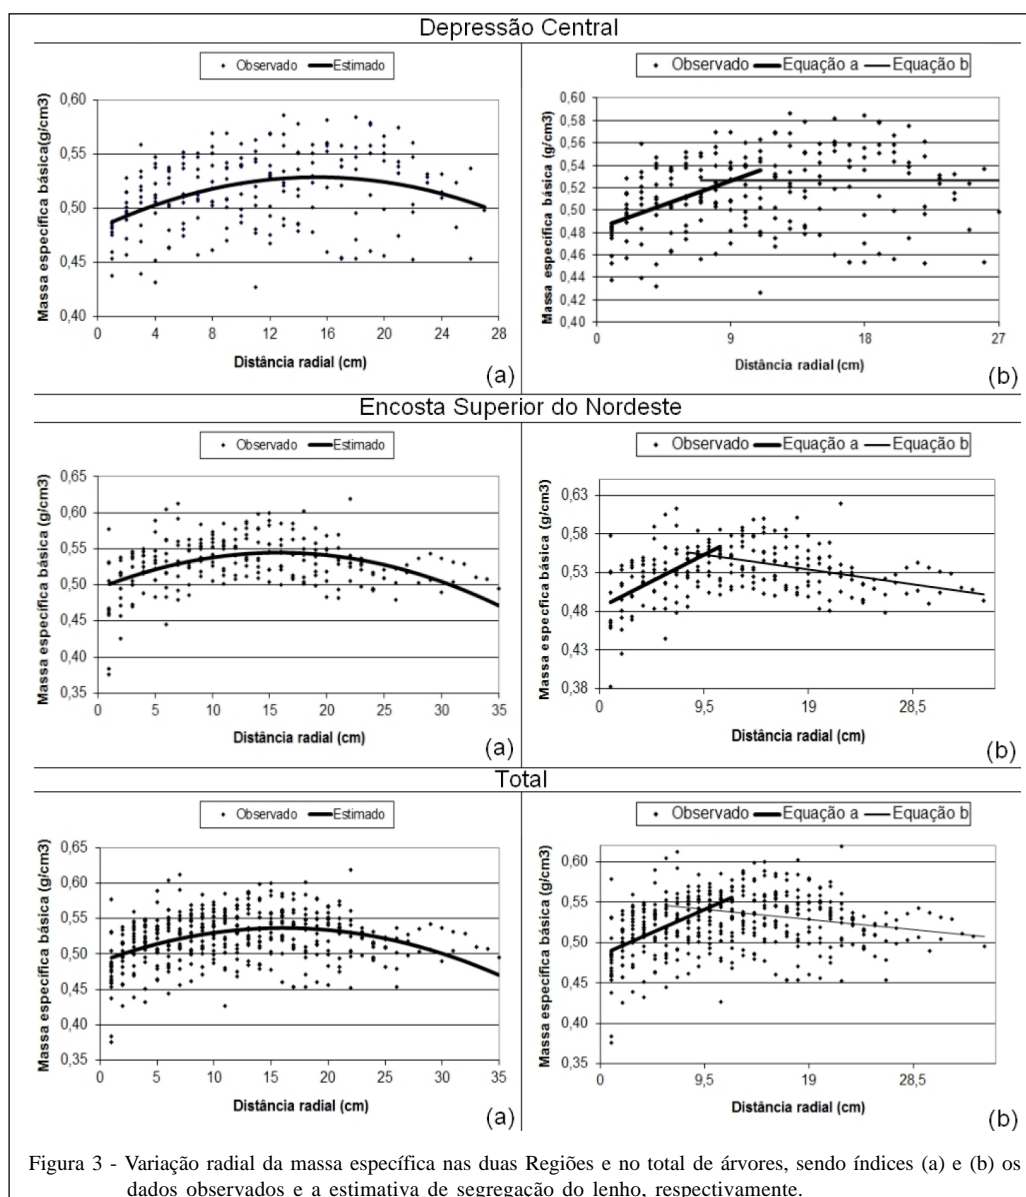 Depressão Central
Observado Estimado
Massa específica básica(g/cm3)
0,60
0,55
0,50
0,45
0,40
0 4 8 12 16 20 24 28
Distância radial (cm)
(a)
Observado Equação a Equação b
Massa específica básica (g/cm3)
0,60
0,58
0,56
0,54
0,52
0,50
0,48
0,46
0,44
0,42
0,40
0 9 18 27
Distância radial (cm)
(b)
Encosta Superior do Nordeste
Observado Estimado
Massa específica básica (g/cm3)
0,65
0,60
0,55
0,50
0,45
0,40
0,35
0 5 10 15 20 25 30 35
Distância radial (cm)
(a)
Observado Equação a Equação b
Massa especfica básica (g/cm3)
0,63
0,58
0,53
0,48
0,43
0,38
0 9,5 19 28,5
Distância radial (cm)
(b)
Total
Observado Estimado
Massa específica básica (g/cm3)
0,65
0,60
0,55
0,50
0,45
0,40
0,35
0 5 10 15 20 25 30 35
Distância radial (cm)
(a)
Observado Equação a Equação b
Massa específica básica (g/cm3)
0,60
0,55
0,50
0,45
0,40
0,35
0 9,5 19 28,5
Distância radial (cm)
(b)
Figura 3 - Variação radial da massa específica nas duas Regiões e no total de árvores, sendo índices (a) e (b) os
dados observados e a estimativa de segregação do lenho, respectivamente.